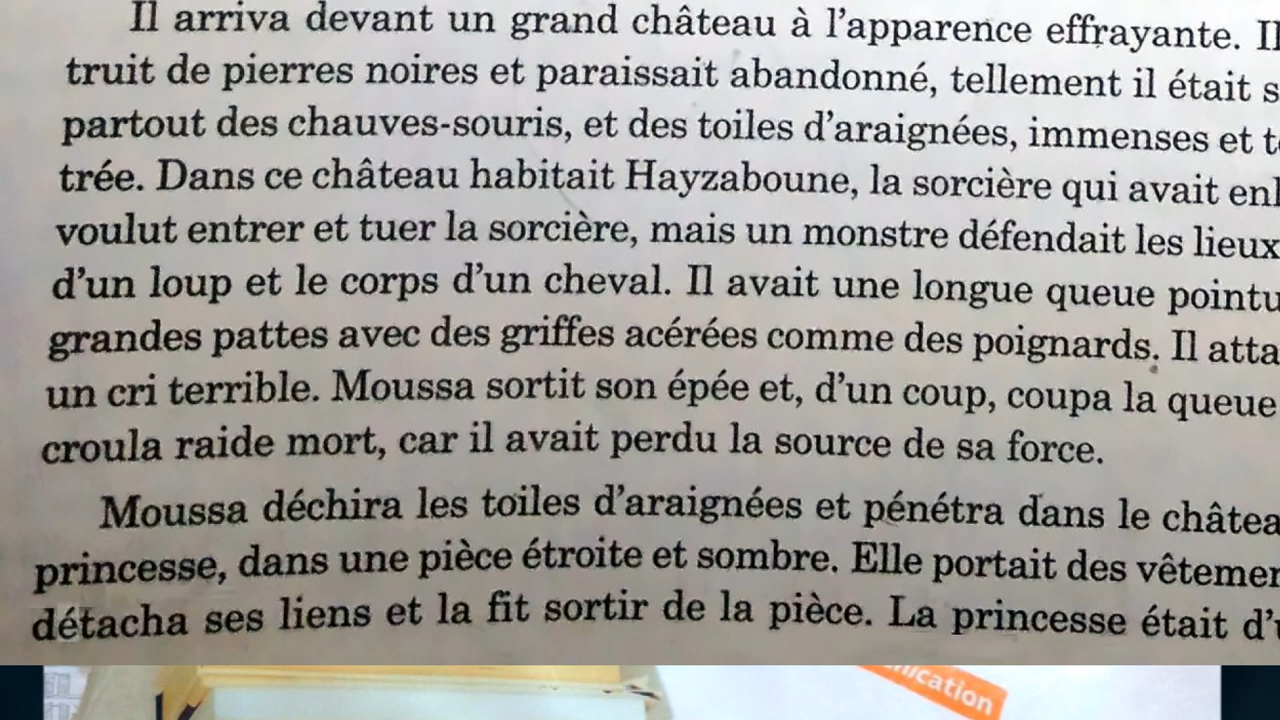 Il arriva devant un grand château à l'apparence effrayante. Il
truit de pierres noires et paraissait abandonné, tellement il était
partout des chauves-souris, et des toiles d'araignées, immenses et
trée. Dans ce château habitait Hayzaboune, la sorcière qui avait
voulut entrer et tuer la sorcière, mais un monstre défendait les lieux
d'un loup et le corps d'un cheval. Il avait une longue queue pointu
grandes pattes avec des griffes acérées comme des poignards. Il atta
un cri terrible. Moussa sortit son épée et, d'un coup, coupa la queue
croula raide mort, car il avait perdu la source de sa force.
Moussa déchira les toiles d'araignées et pénétra dans le châtea
princesse, dans une pièce étroite et sombre. Elle portait des vêtemen
détacha ses liens et la fit sortir de la pièce. La princesse était
ication